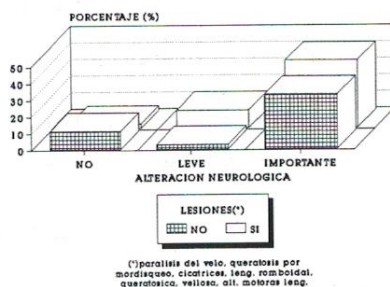 PORCENTAJE (%)
50
40
30
20
10
0
NO LEVE IMPORTANTE
ALTERACION NEUROLOGICA
LESIONES(*)
NO SI
(*)paralisis del velo, queratosis por
mordisqueo, cicatrices, leng. romboidal,
queratosica, vellosa, alt. motoras leng.